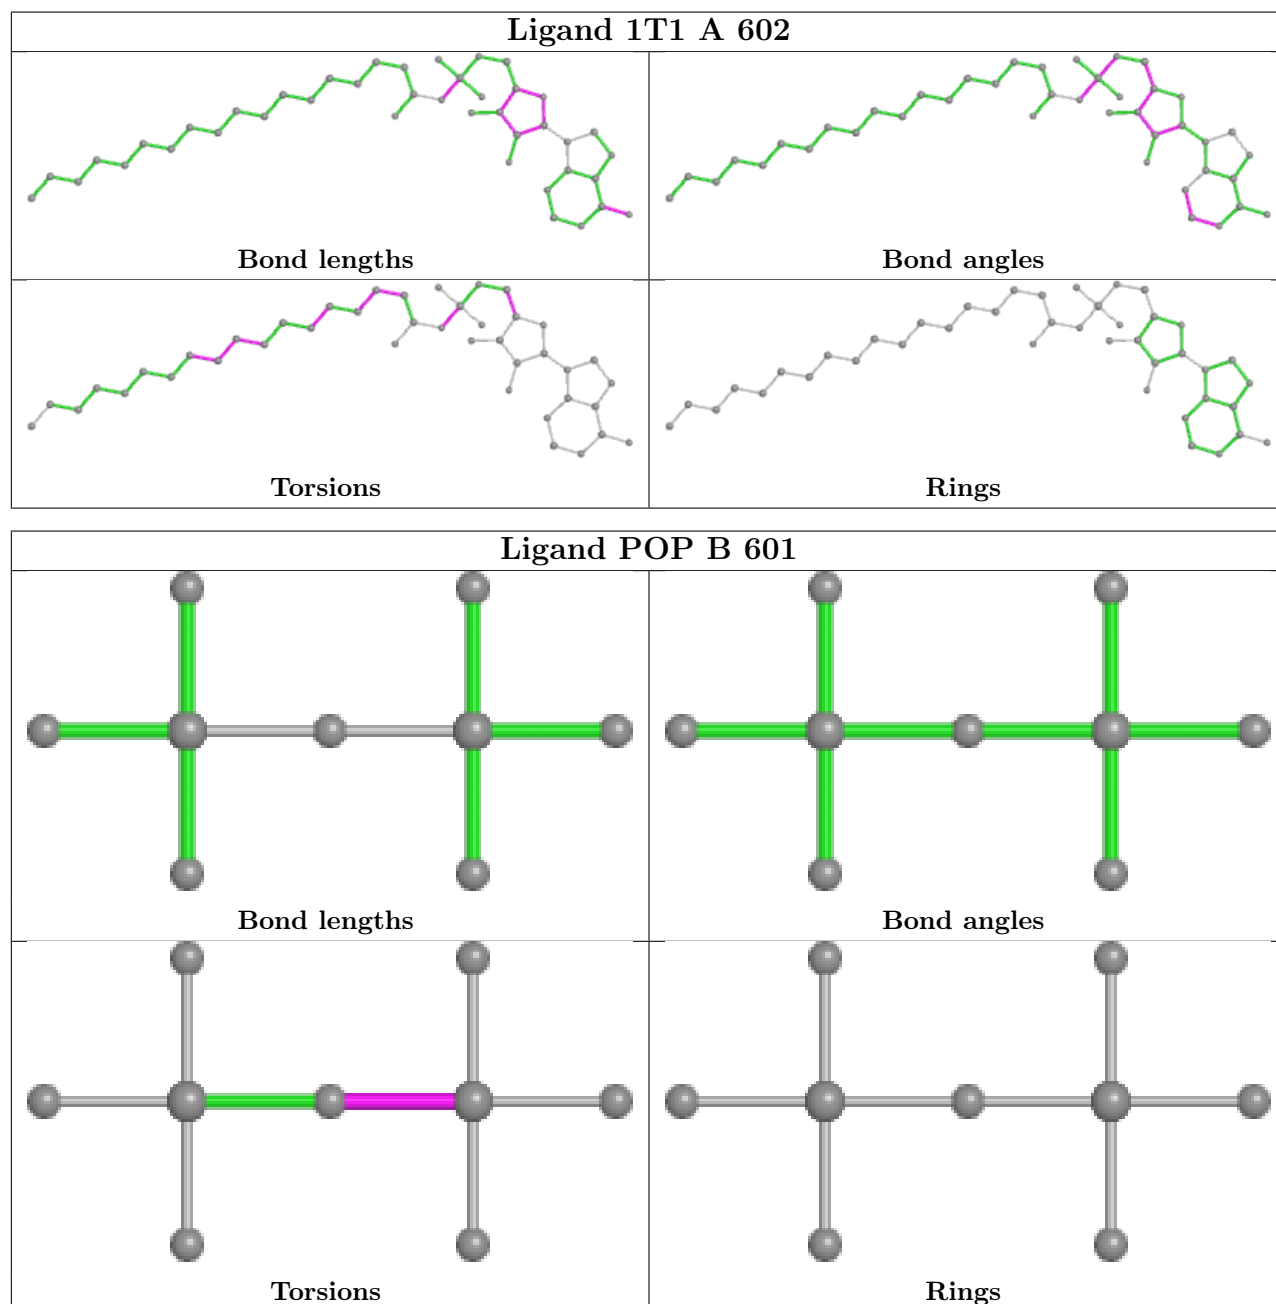 Ligand 1T1 A 602
Bond lengths
Bond angles
Torsions
Rings
Ligand POP B 601
Bond lengths
Bond angles
Torsions
Rings